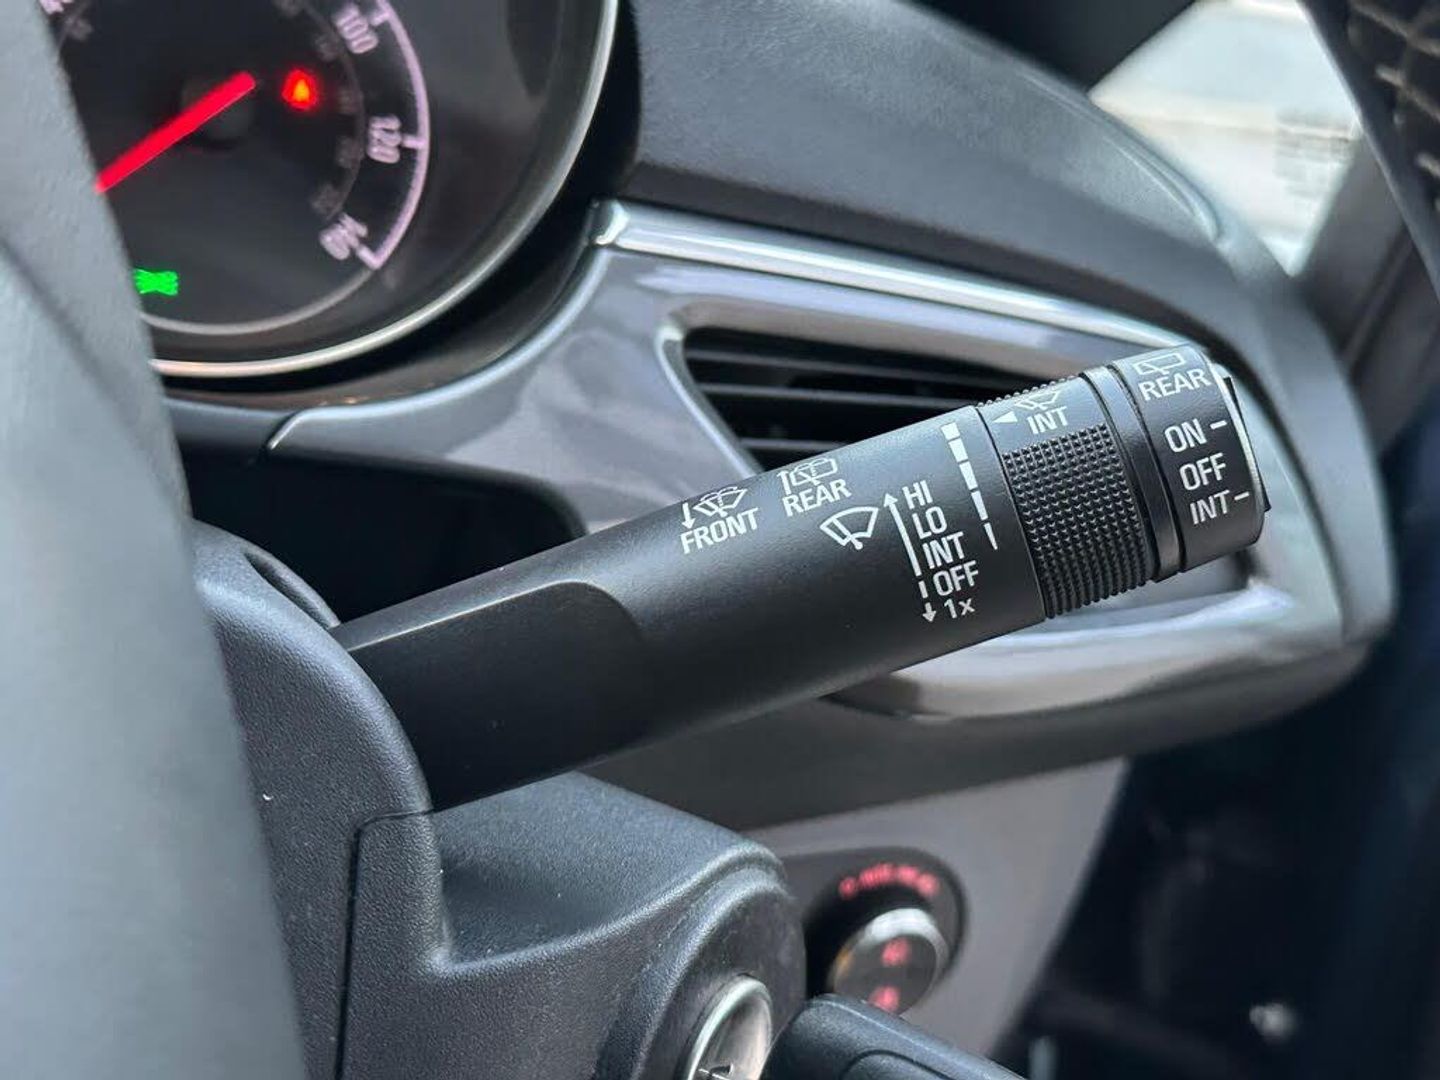 100
120
140
FRONT
REAR
HI
LO
INT
OFF
1x
INT
REAR
ON
OFF
INT